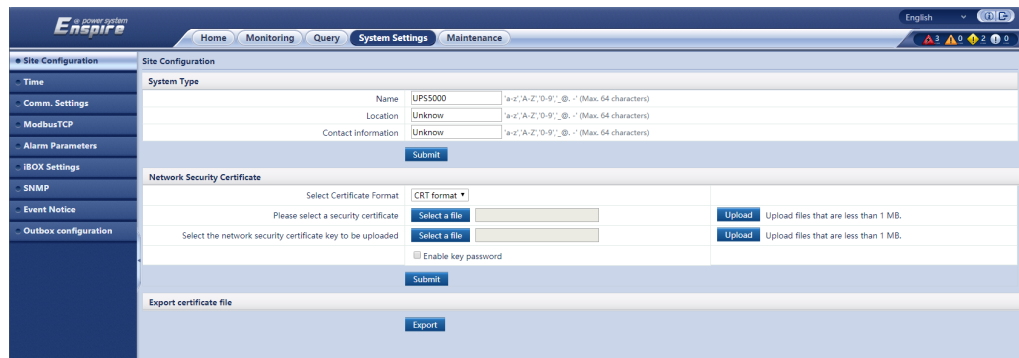 English
@ power system
Enspire
Home Monitoring Query System Settings Maintenance
3 0 2 0
Site Configuration
Time
Comm. Settings
ModbusTCP
Alarm Parameters
iBOX Settings
SNMP
Event Notice
Outbox configuration
Site Configuration
System Type
Name UPS5000 'a-z','A-Z','0-9','_@. -' (Max. 64 characters)
Location Unknow 'a-z','A-Z','0-9','_@. -' (Max. 64 characters)
Contact information Unknow 'a-z','A-Z','0-9','_@. -' (Max. 64 characters)
Submit
Network Security Certificate
Select Certificate Format CRT format
Please select a security certificate Select a file Upload Upload files that are less than 1 MB.
Select the network security certificate key to be uploaded Select a file Upload Upload files that are less than 1 MB.
Enable key password
Submit
Export certificate file
Export